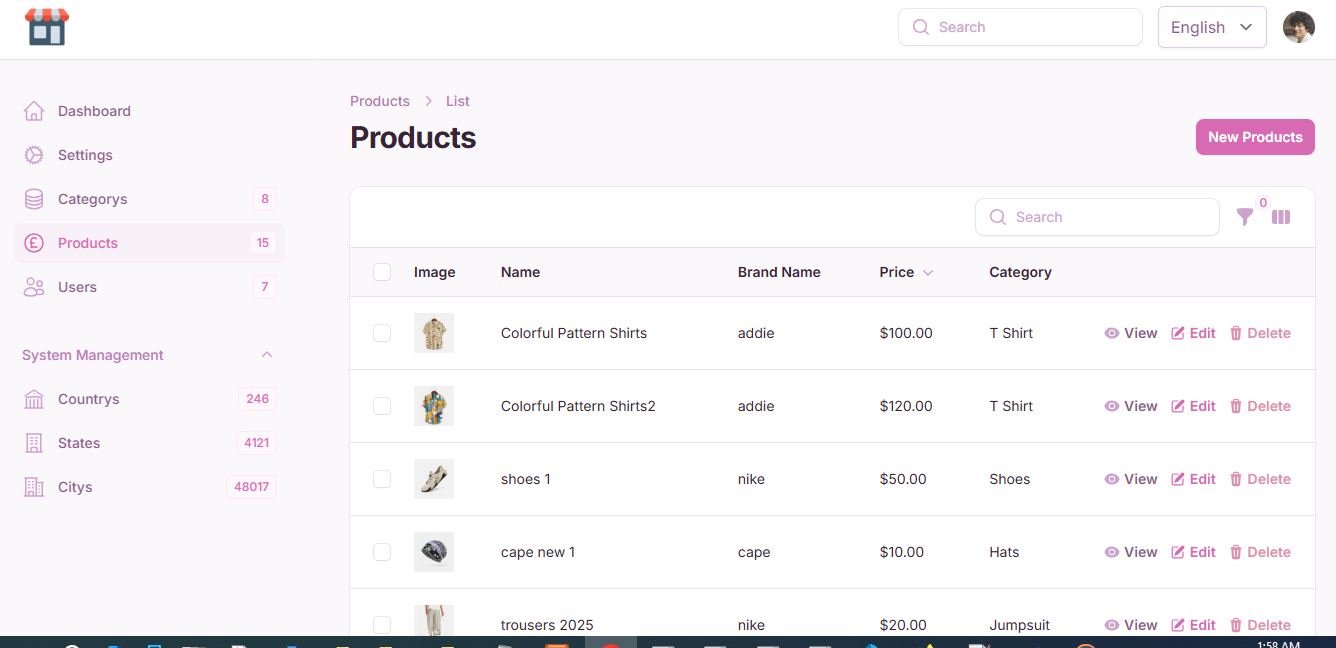 Search
English
Dashboard
Settings
Categorys 8
Products 15
Users 7
System Management
Countrys 246
States 4121
Citys 48017
Products > List
Products
New Products
Search
0
Image Name Brand Name Price Category
Colorful Pattern Shirts addie $100.00 T Shirt View Edit Delete
Colorful Pattern Shirts2 addie $120.00 T Shirt View Edit Delete
shoes 1 nike $50.00 Shoes View Edit Delete
cape new 1 cape $10.00 Hats View Edit Delete
trousers 2025 nike $20.00 Jumpsuit View Edit Delete
1:58 AM